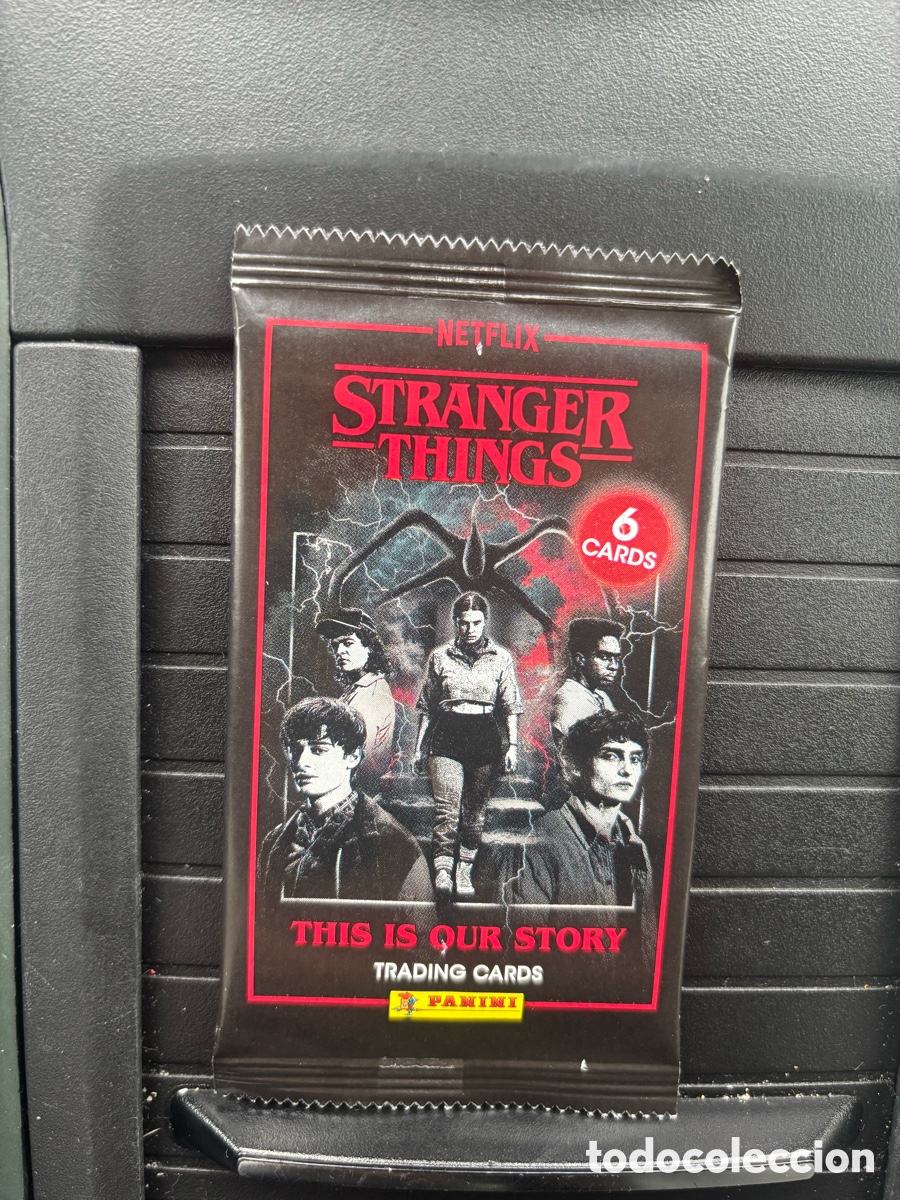 NETFLIX
STRANGER
THINGS
6
CARDS
THIS IS OUR STORY
TRADING CARDS
PANINI
todocoleccion